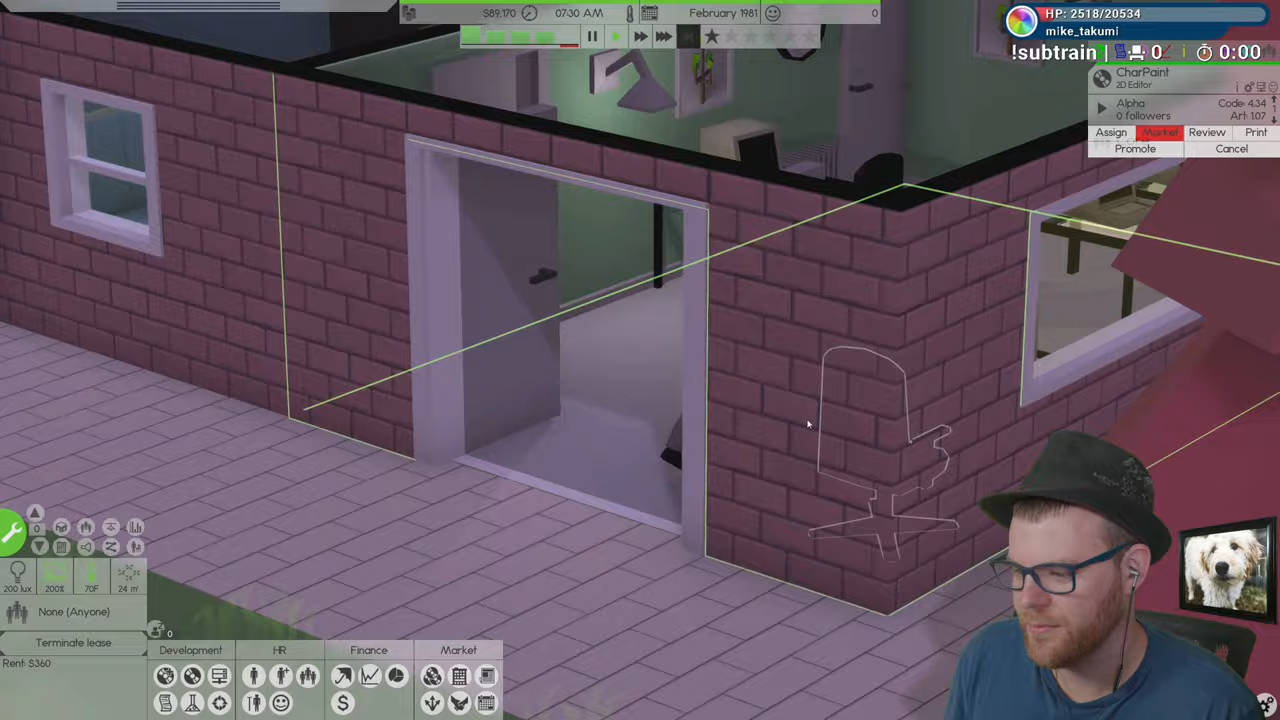 $89,170
07:30 AM
February 1981
0
HP: 2518/20534
mike_takumi
!subtrain
0
0:00
CharPaint
2D Editor
Alpha
0 followers
Code: 4.34
Art: 1.07
Assign
Market
Review
Print
Promote
Cancel
0
200 lux
200%
70F
24 m²
None (Anyone)
0
Terminate lease
Rent: $360
Development
HR
Finance
Market